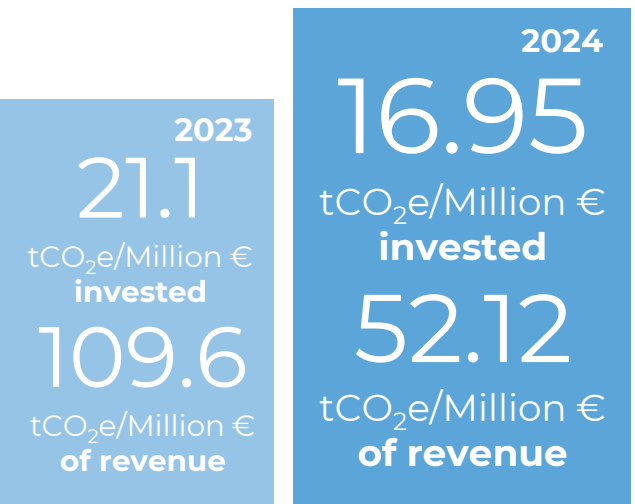 2023
21.1
tCO₂e/Million €
invested
109.6
tCO₂e/Million €
of revenue
2024
16.95
tCO₂e/Million €
invested
52.12
tCO₂e/Million €
of revenue